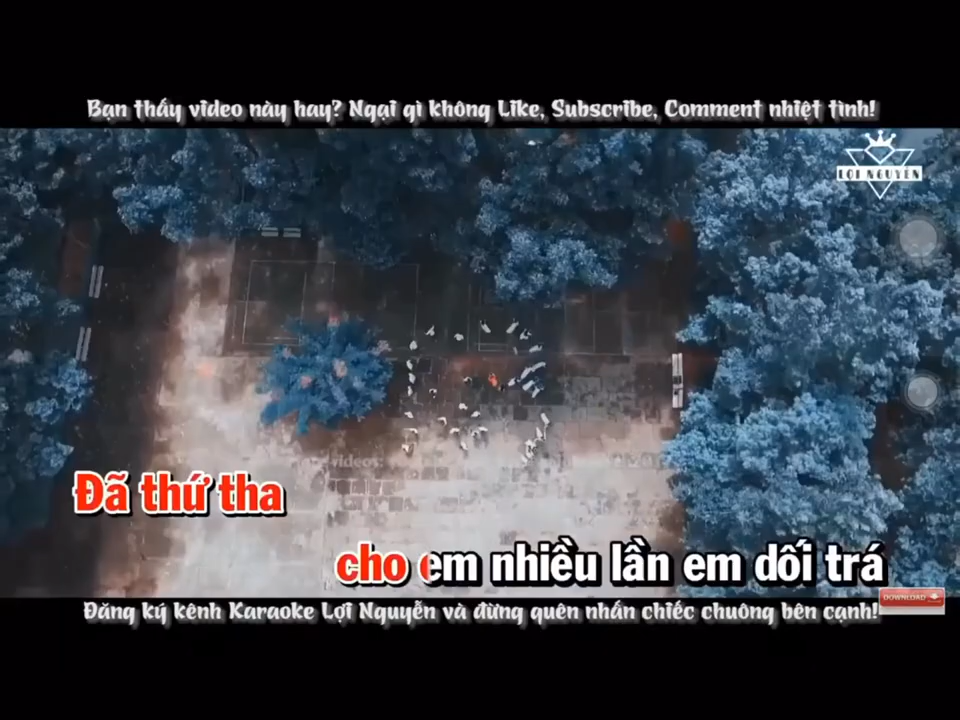 Bạn thấy video này hay? Ngại gì không Like, Subscribe, Comment nhiệt tình!
LỢI NGUYỄN
videos:
Đã thứ tha
cho em nhiều lần em dối trá
DOWNLOAD
Đăng ký kênh Karaoke Lợi Nguyễn và đừng quên nhấn chiếc chuông bên cạnh!